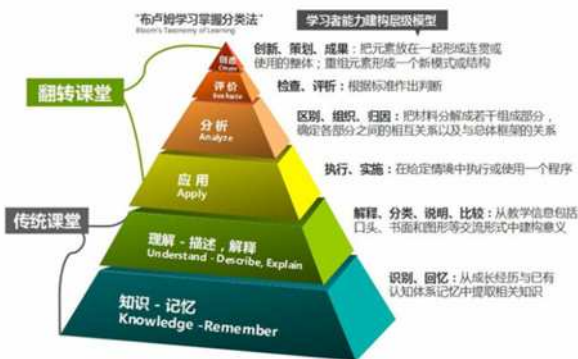 “布卢姆学习掌握分类法”
Bloom's Taxonomy of Learning
学习者能力建构层级模型
创造
Create
创新、策划、成果：把元素放在一起形成连贯或
使用的整体；重组元素形成一个新模式或结构
翻转课堂
评价
Evaluate
检查、评析：根据标准作出判断
分析
Analyze
区别、组织、归因：把材料分解成若干组成部分，
确定各部分之间的相互关系以及与总体框架的关系
应用
Apply
执行、实施：在给定情境中执行或使用一个程序
传统课堂
理解 - 描述，解释
Understand - Describe, Explain
解释、分类、说明、比较：从教学信息包括
口头、书面和图形等交流形式中建构意义
知识 - 记忆
Knowledge -Remember
识别、回忆：从成长经历与已有
认知体系记忆中提取相关知识